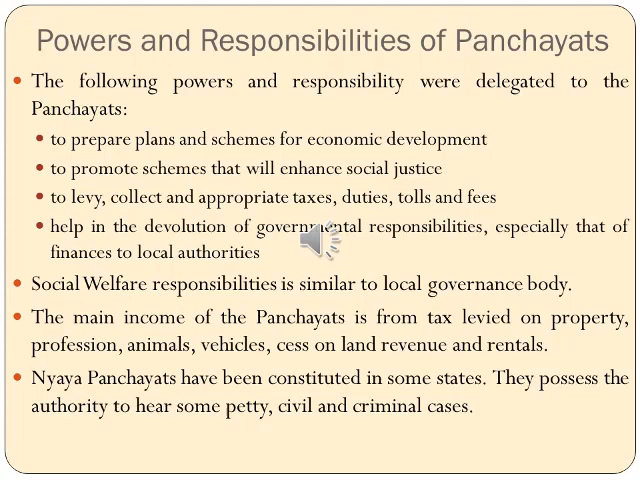 Powers and Responsibilities of Panchayats
The following powers and responsibility were delegated to the
Panchayats:
to prepare plans and schemes for economic development
to promote schemes that will enhance social justice
to levy, collect and appropriate taxes, duties, tolls and fees
help in the devolution of governmental responsibilities, especially that of
finances to local authorities
Social Welfare responsibilities is similar to local governance body.
The main income of the Panchayats is from tax levied on property,
profession, animals, vehicles, cess on land revenue and rentals.
Nyaya Panchayats have been constituted in some states. They possess the
authority to hear some petty, civil and criminal cases.